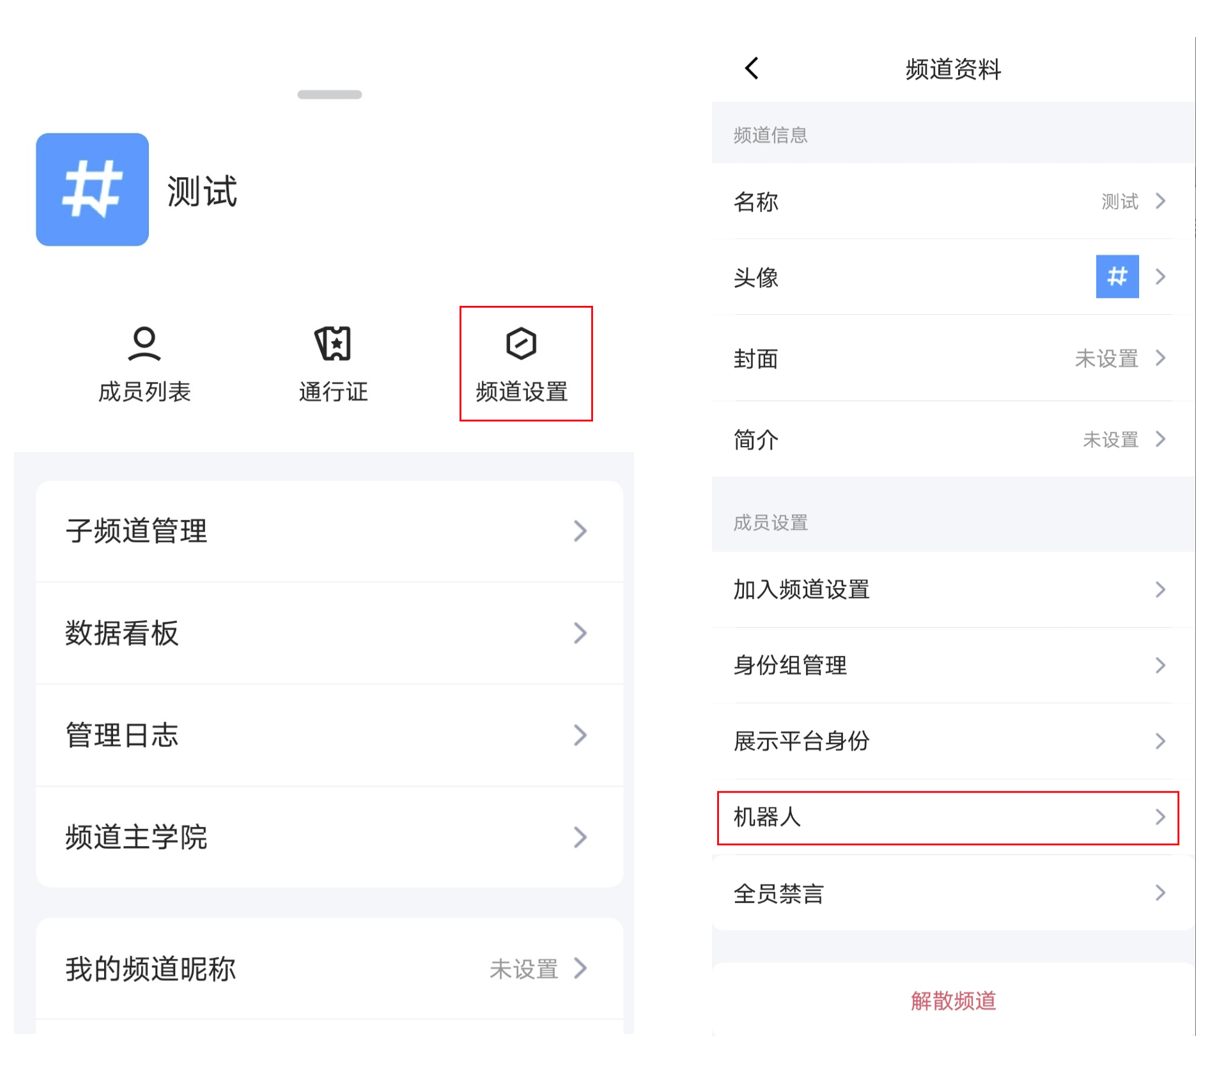 测试
成员列表
通行证
频道设置
子频道管理
数据看板
管理日志
频道主学院
我的频道昵称 未设置
频道资料
频道信息
名称 测试
头像
封面 未设置
简介 未设置
成员设置
加入频道设置
身份组管理
展示平台身份
机器人
全员禁言
解散频道